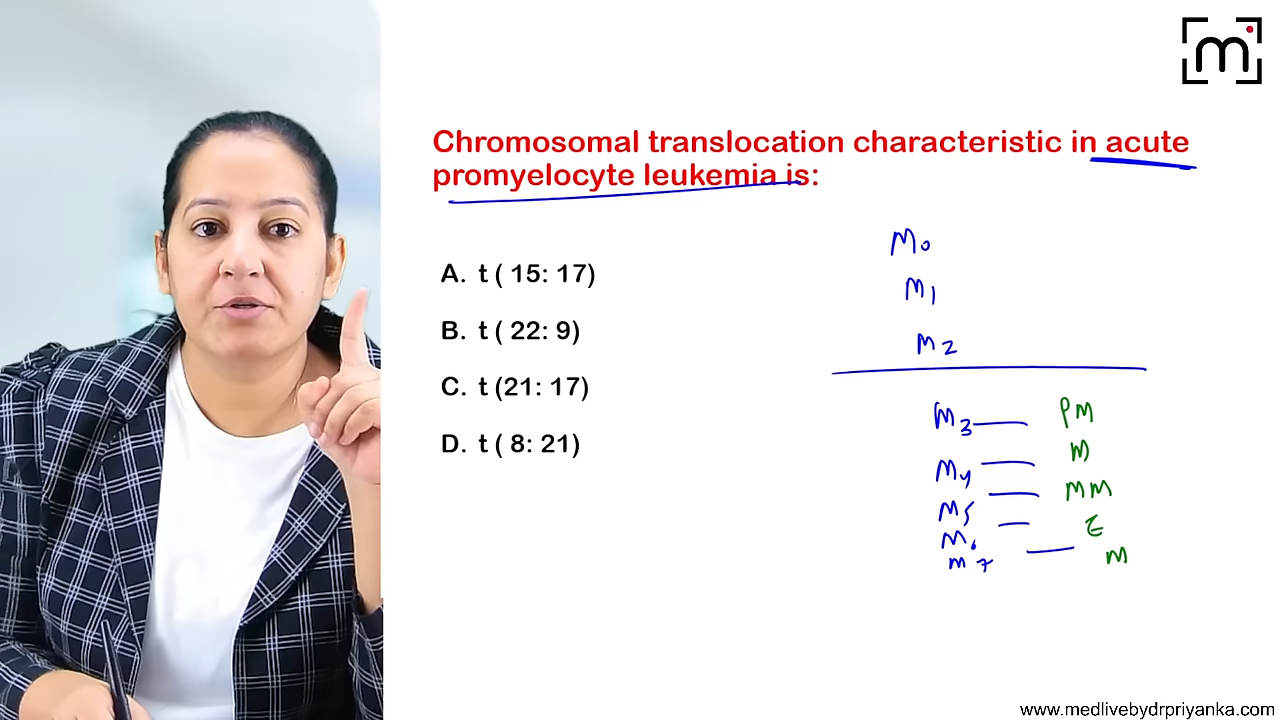 m
Chromosomal translocation characteristic in acute
promyelocyte leukemia is:
A. t ( 15: 17)
B. t ( 22: 9)
C. t (21: 17)
D. t ( 8: 21)
M0
M1
M2
M3 PM
M4 M
M5 MM
M6 E
M7 M
www.medlivebydrpriyanka.com